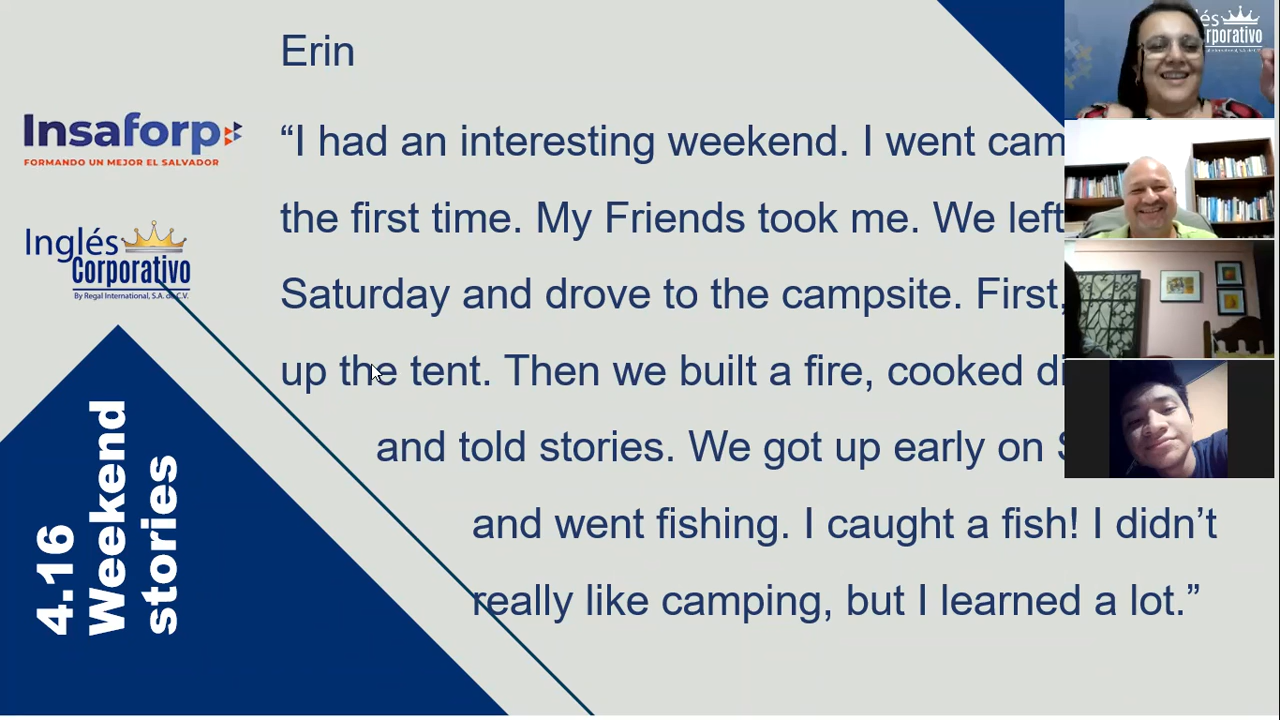 Erin
Insaforp
FORMANDO UN MEJOR EL SALVADOR
Inglés
Corporativo
By Regal International, S.A. de C.V.
4.16
Weekend
stories
“I had an interesting weekend. I went
the first time. My Friends took me. We left
Saturday and drove to the campsite. First,
up the tent. Then we built a fire, cooked
and told stories. We got up early on
and went fishing. I caught a fish! I didn’t
really like camping, but I learned a lot.”